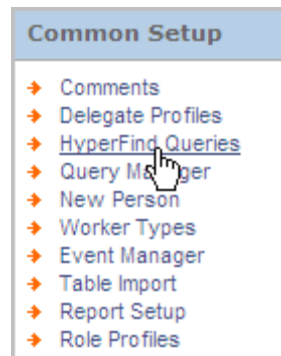 Common Setup
Comments
Delegate Profiles
HyperFind Queries
Query Manager
New Person
Worker Types
Event Manager
Table Import
Report Setup
Role Profiles